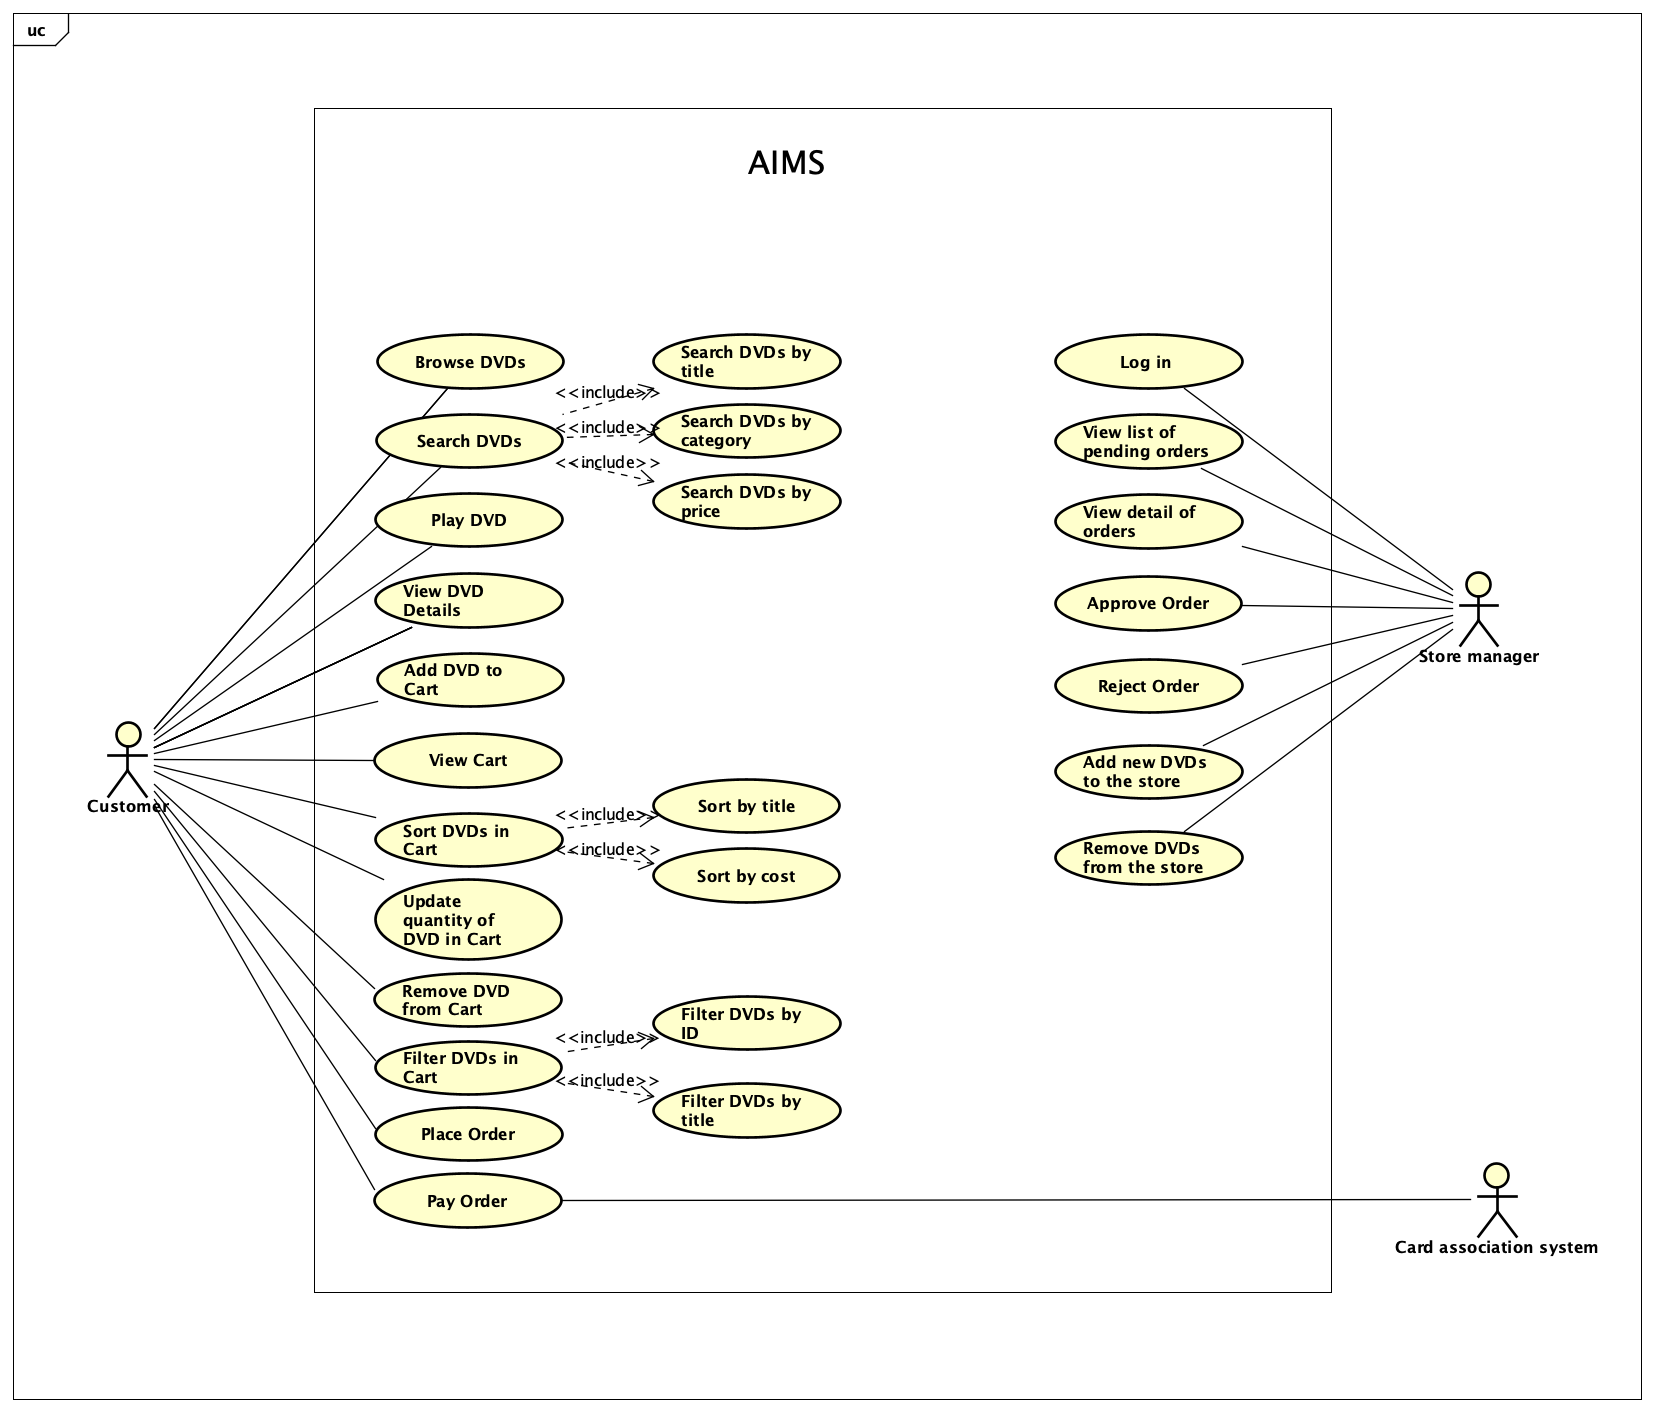 uc
AIMS
Browse DVDs
Search DVDs by
title
<<include>>
Search DVDs
<<include>>
Search DVDs by
category
<<include>>
Search DVDs by
price
Play DVD
View DVD
Details
Add DVD to
Cart
View Cart
Customer
Sort DVDs in
Cart
<<include>>
Sort by title
<<include>>
Sort by cost
Update
quantity of
DVD in Cart
Remove DVD
from Cart
Filter DVDs in
Cart
<<include>>
Filter DVDs by
ID
<<include>>
Filter DVDs by
title
Place Order
Pay Order
Log in
View list of
pending orders
View detail of
orders
Approve Order
Reject Order
Add new DVDs
to the store
Remove DVDs
from the store
Store manager
Card association system